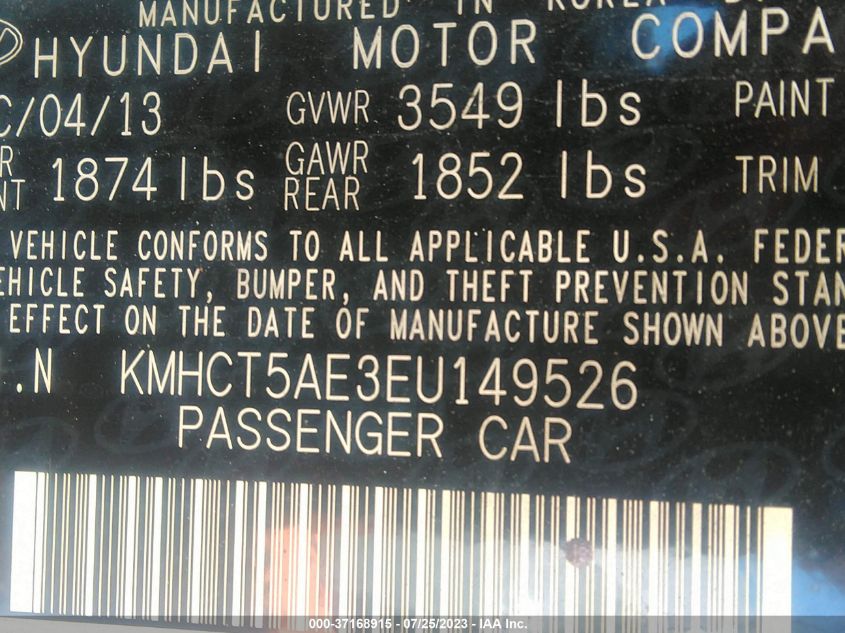 MANUFACTURED IN KOREA
HYUNDAI MOTOR COMPA
C/04/13 GVWR 3549 lbs PAINT
R GAWR
NT 1874 lbs REAR 1852 lbs TRIM
VEHICLE CONFORMS TO ALL APPLICABLE U.S.A. FEDER
EHICLE SAFETY, BUMPER, AND THEFT PREVENTION STAN
EFFECT ON THE DATE OF MANUFACTURE SHOWN ABOVE
.N KMHCT5AE3EU149526
PASSENGER CAR
000-37168915 - 07/25/2023 - IAA Inc.